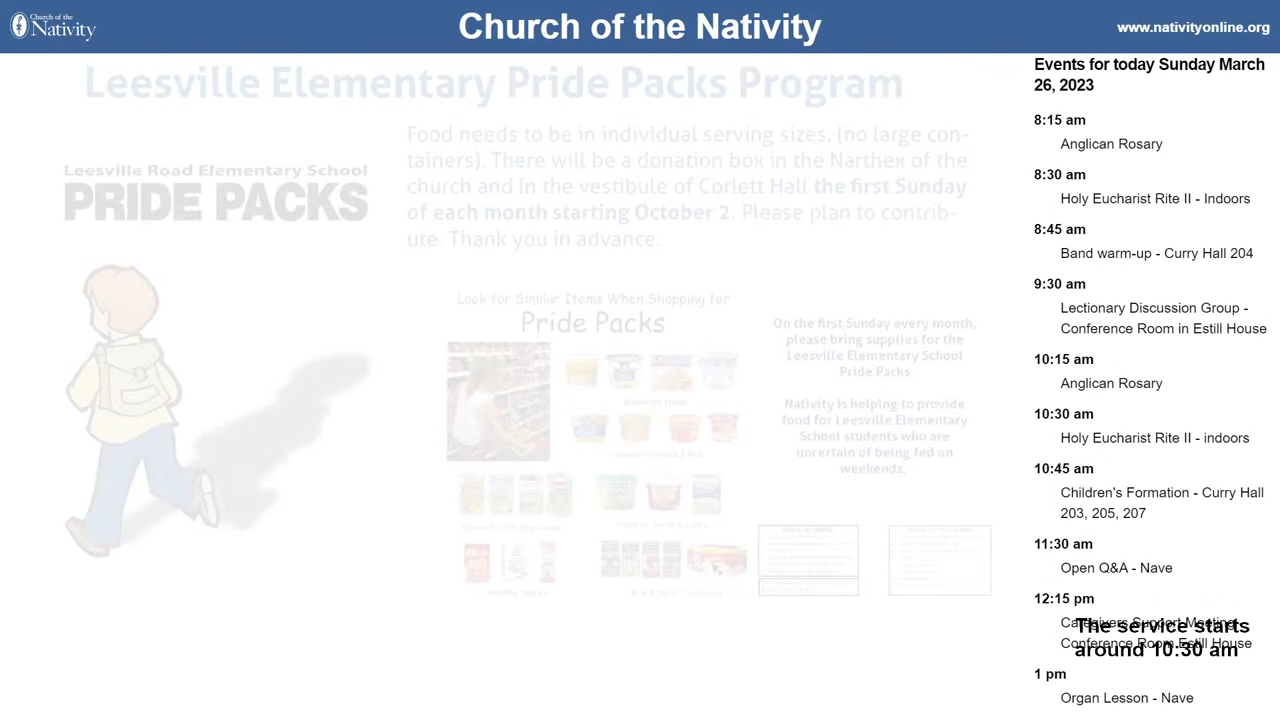 Church of the
Nativity
Church of the Nativity
www.nativityonline.org
Leesville Elementary Pride Packs Program
Food needs to be in individual serving sizes. (no large con-
tainers). There will be a donation box in the Narthex of the
church and in the vestibule of Corlett Hall the first Sunday
of each month starting October 2. Please plan to contrib-
ute. Thank you in advance.
Leesville Road Elementary School
PRIDE PACKS
Look for Similar Items When Shopping for
Pride Packs
On the first Sunday every month,
please bring supplies for the
Leesville Elementary School
Pride Packs
Nativity is helping to provide
food for Leesville Elementary
School students who are
uncertain of being fed on
weekends.
Events for today Sunday March
26, 2023
8:15 am
Anglican Rosary
8:30 am
Holy Eucharist Rite II - Indoors
8:45 am
Band warm-up - Curry Hall 204
9:30 am
Lectionary Discussion Group -
Conference Room in Estill House
10:15 am
Anglican Rosary
10:30 am
Holy Eucharist Rite II - indoors
10:45 am
Children's Formation - Curry Hall
203, 205, 207
11:30 am
Open Q&A - Nave
12:15 pm
Caregivers Support Meeting
Conference Room Estill House
The service starts
around 10:30 am
1 pm
Organ Lesson - Nave